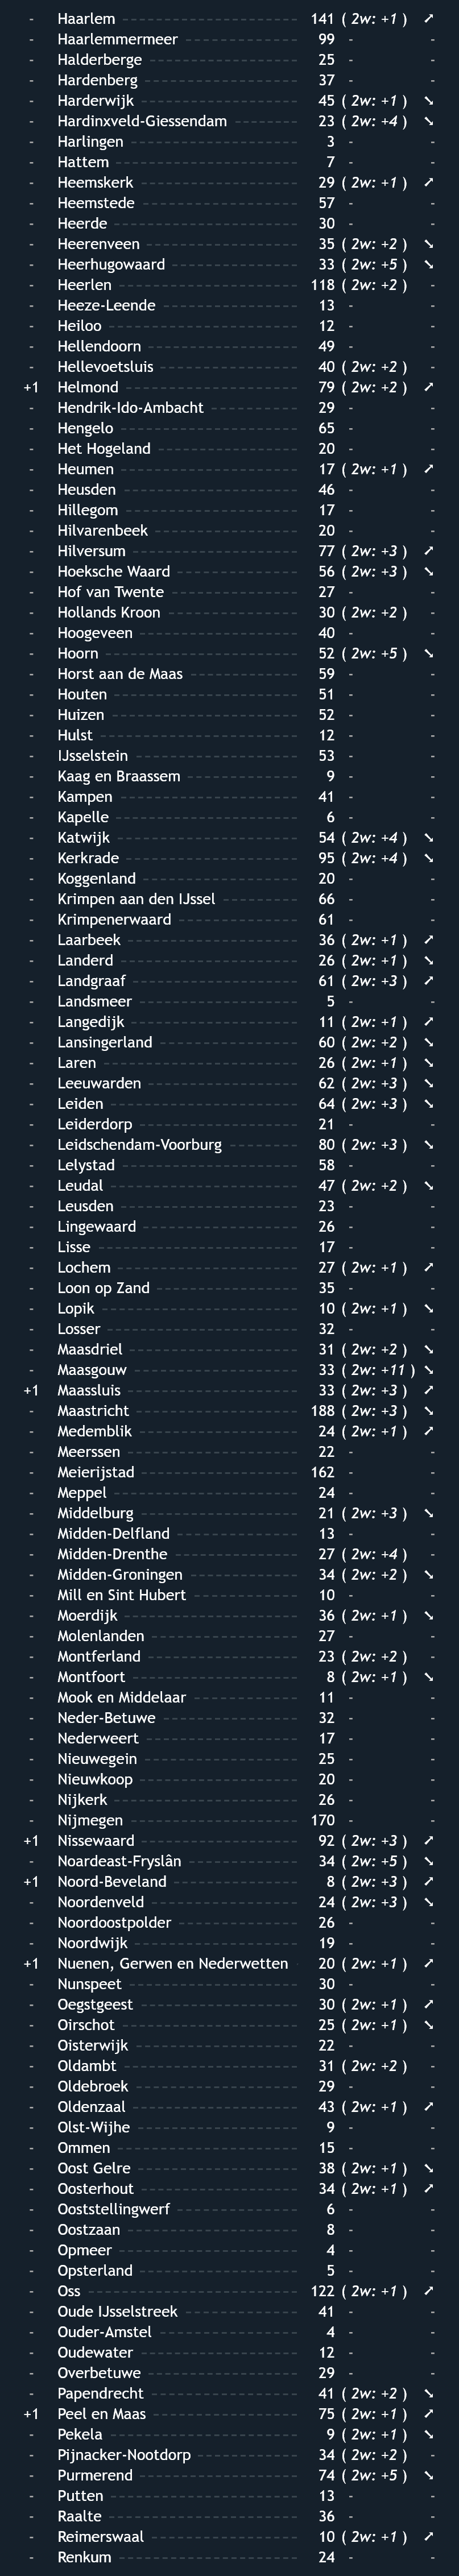 - Haarlem 141 ( 2w: +1 ) ➚
- Haarlemmermeer 99 - -
- Halderberge 25 - -
- Hardenberg 37 - -
- Harderwijk 45 ( 2w: +1 ) ➘
- Hardinxveld-Giessendam 23 ( 2w: +4 ) ➘
- Harlingen 3 - -
- Hattem 7 - -
- Heemskerk 29 ( 2w: +1 ) ➚
- Heemstede 57 - -
- Heerde 30 - -
- Heerenveen 35 ( 2w: +2 ) ➘
- Heerhugowaard 33 ( 2w: +5 ) ➘
- Heerlen 118 ( 2w: +2 ) -
- Heeze-Leende 13 - -
- Heiloo 12 - -
- Hellendoorn 49 - -
- Hellevoetsluis 40 ( 2w: +2 ) -
+1 Helmond 79 ( 2w: +2 ) ➚
- Hendrik-Ido-Ambacht 29 - -
- Hengelo 65 - -
- Het Hogeland 20 - -
- Heumen 17 ( 2w: +1 ) ➚
- Heusden 46 - -
- Hillegom 17 - -
- Hilvarenbeek 20 - -
- Hilversum 77 ( 2w: +3 ) ➚
- Hoeksche Waard 56 ( 2w: +3 ) ➘
- Hof van Twente 27 - -
- Hollands Kroon 30 ( 2w: +2 ) -
- Hoogeveen 40 - -
- Hoorn 52 ( 2w: +5 ) ➘
- Horst aan de Maas 59 - -
- Houten 51 - -
- Huizen 52 - -
- Hulst 12 - -
- IJsselstein 53 - -
- Kaag en Braassem 9 - -
- Kampen 41 - -
- Kapelle 6 - -
- Katwijk 54 ( 2w: +4 ) ➘
- Kerkrade 95 ( 2w: +4 ) ➘
- Koggenland 20 - -
- Krimpen aan den IJssel 66 - -
- Krimpenerwaard 61 - -
- Laarbeek 36 ( 2w: +1 ) ➚
- Landerd 26 ( 2w: +1 ) ➘
- Landgraaf 61 ( 2w: +3 ) ➚
- Landsmeer 5 - -
- Langedijk 11 ( 2w: +1 ) ➚
- Lansingerland 60 ( 2w: +2 ) ➘
- Laren 26 ( 2w: +1 ) ➘
- Leeuwarden 62 ( 2w: +3 ) ➘
- Leiden 64 ( 2w: +3 ) ➘
- Leiderdorp 21 - -
- Leidschendam-Voorburg 80 ( 2w: +3 ) ➘
- Lelystad 58 - -
- Leudal 47 ( 2w: +2 ) ➘
- Leusden 23 - -
- Lingewaard 26 - -
- Lisse 17 - -
- Lochem 27 ( 2w: +1 ) ➚
- Loon op Zand 35 - -
- Lopik 10 ( 2w: +1 ) ➘
- Losser 32 - -
- Maasdriel 31 ( 2w: +2 ) ➘
- Maasgouw 33 ( 2w: +11 ) ➘
+1 Maassluis 33 ( 2w: +3 ) ➚
- Maastricht 188 ( 2w: +3 ) ➘
- Medemblik 24 ( 2w: +1 ) ➚
- Meerssen 22 - -
- Meierijstad 162 - -
- Meppel 24 - -
- Middelburg 21 ( 2w: +3 ) ➘
- Midden-Delfland 13 - -
- Midden-Drenthe 27 ( 2w: +4 ) -
- Midden-Groningen 34 ( 2w: +2 ) ➘
- Mill en Sint Hubert 10 - -
- Moerdijk 36 ( 2w: +1 ) ➘
- Molenlanden 27 - -
- Montferland 23 ( 2w: +2 ) -
- Montfoort 8 ( 2w: +1 ) ➘
- Mook en Middelaar 11 - -
- Neder-Betuwe 32 - -
- Nederweert 17 - -
- Nieuwegein 25 - -
- Nieuwkoop 20 - -
- Nijkerk 26 - -
- Nijmegen 170 - -
+1 Nissewaard 92 ( 2w: +3 ) ➚
- Noardeast-Fryslân 34 ( 2w: +5 ) ➘
+1 Noord-Beveland 8 ( 2w: +3 ) ➚
- Noordenveld 24 ( 2w: +3 ) ➘
- Noordoostpolder 26 - -
- Noordwijk 19 - -
+1 Nuenen, Gerwen en Nederwetten 20 ( 2w: +1 ) ➚
- Nunspeet 30 - -
- Oegstgeest 30 ( 2w: +1 ) ➚
- Oirschot 25 ( 2w: +1 ) ➘
- Oisterwijk 22 - -
- Oldambt 31 ( 2w: +2 ) -
- Oldebroek 29 - -
- Oldenzaal 43 ( 2w: +1 ) ➚
- Olst-Wijhe 9 - -
- Ommen 15 - -
- Oost Gelre 38 ( 2w: +1 ) ➘
- Oosterhout 34 ( 2w: +1 ) ➚
- Ooststellingwerf 6 - -
- Oostzaan 8 - -
- Opmeer 4 - -
- Opsterland 5 - -
- Oss 122 ( 2w: +1 ) ➚
- Oude IJsselstreek 41 - -
- Ouder-Amstel 4 - -
- Oudewater 12 - -
- Overbetuwe 29 - -
- Papendrecht 41 ( 2w: +2 ) ➘
+1 Peel en Maas 75 ( 2w: +1 ) ➚
- Pekela 9 ( 2w: +1 ) ➘
- Pijnacker-Nootdorp 34 ( 2w: +2 ) -
- Purmerend 74 ( 2w: +5 ) ➘
- Putten 13 - -
- Raalte 36 - -
- Reimerswaal 10 ( 2w: +1 ) ➚
- Renkum 24 - -